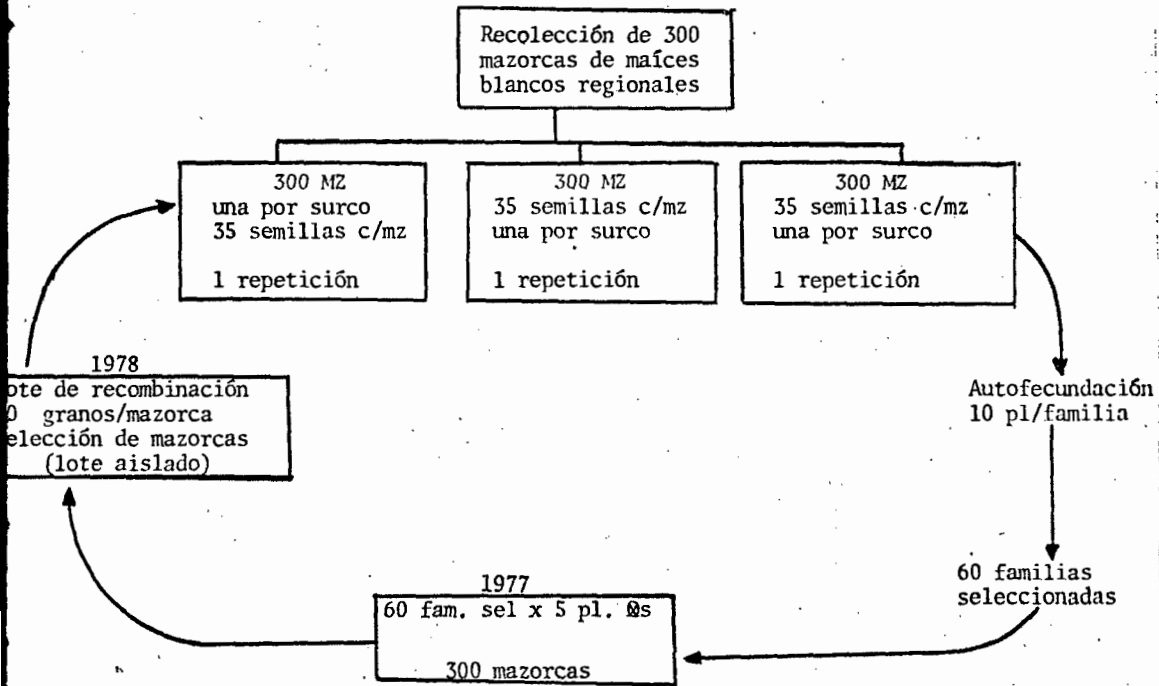 Recolección de 300
mazorcas de maíces
blancos regionales
300 MZ
una por surco
35 semillas c/mz
1 repetición
300 MZ
35 semillas c/mz
una por surco
1 repetición
300 MZ
35 semillas c/mz
una por surco
1 repetición
Autofecundación
10 pl/familia
60 familias
seleccionadas
1977
60 fam. sel x 5 pl.
300 mazorcas
1978
ote de recombinación
0 granos/mazorca
elección de mazorcas
(lote aislado)